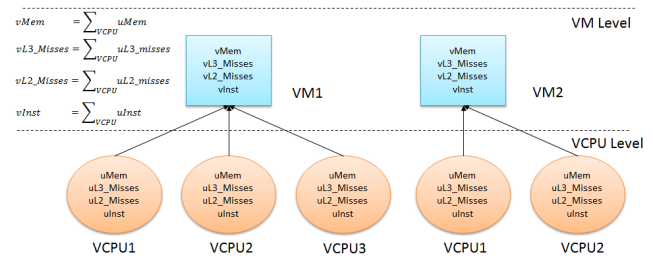 VM Level
vMem = ∑VCPU uMem
vL3_Misses = ∑VCPU uL3_misses
vL2_Misses = ∑VCPU uL2_misses
vInst = ∑VCPU uInst
vMem
vL3_Misses
vL2_Misses
vInst
VM1
vMem
vL3_Misses
vL2_Misses
vInst
VM2
VCPU Level
uMem
uL3_Misses
uL2_Misses
uInst
VCPU1
uMem
uL3_Misses
uL2_Misses
uInst
VCPU2
uMem
uL3_Misses
uL2_Misses
uInst
VCPU3
uMem
uL3_Misses
uL2_Misses
uInst
VCPU1
uMem
uL3_Misses
uL2_Misses
uInst
VCPU2